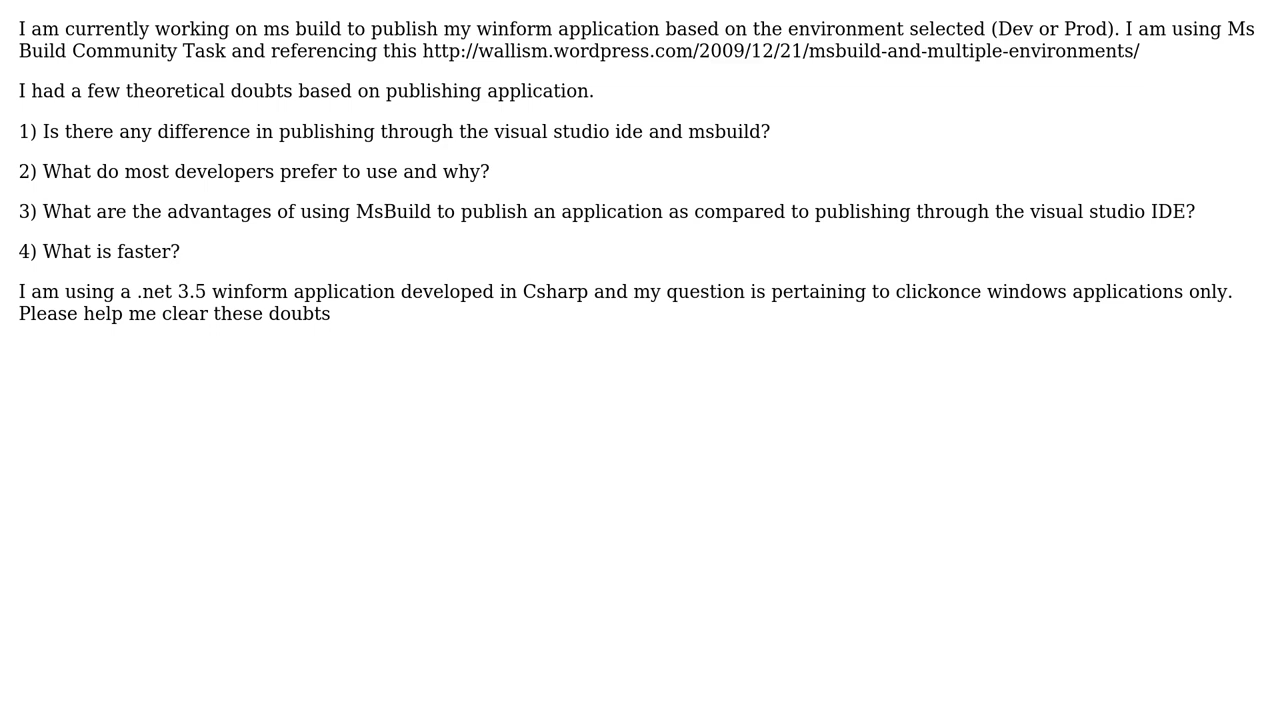 I am currently working on ms build to publish my winform application based on the environment selected (Dev or Prod). I am using Ms
Build Community Task and referencing this http://wallism.wordpress.com/2009/12/21/msbuild-and-multiple-environments/
I had a few theoretical doubts based on publishing application.
1) Is there any difference in publishing through the visual studio ide and msbuild?
2) What do most developers prefer to use and why?
3) What are the advantages of using MsBuild to publish an application as compared to publishing through the visual studio IDE?
4) What is faster?
I am using a .net 3.5 winform application developed in Csharp and my question is pertaining to clickonce windows applications only.
Please help me clear these doubts